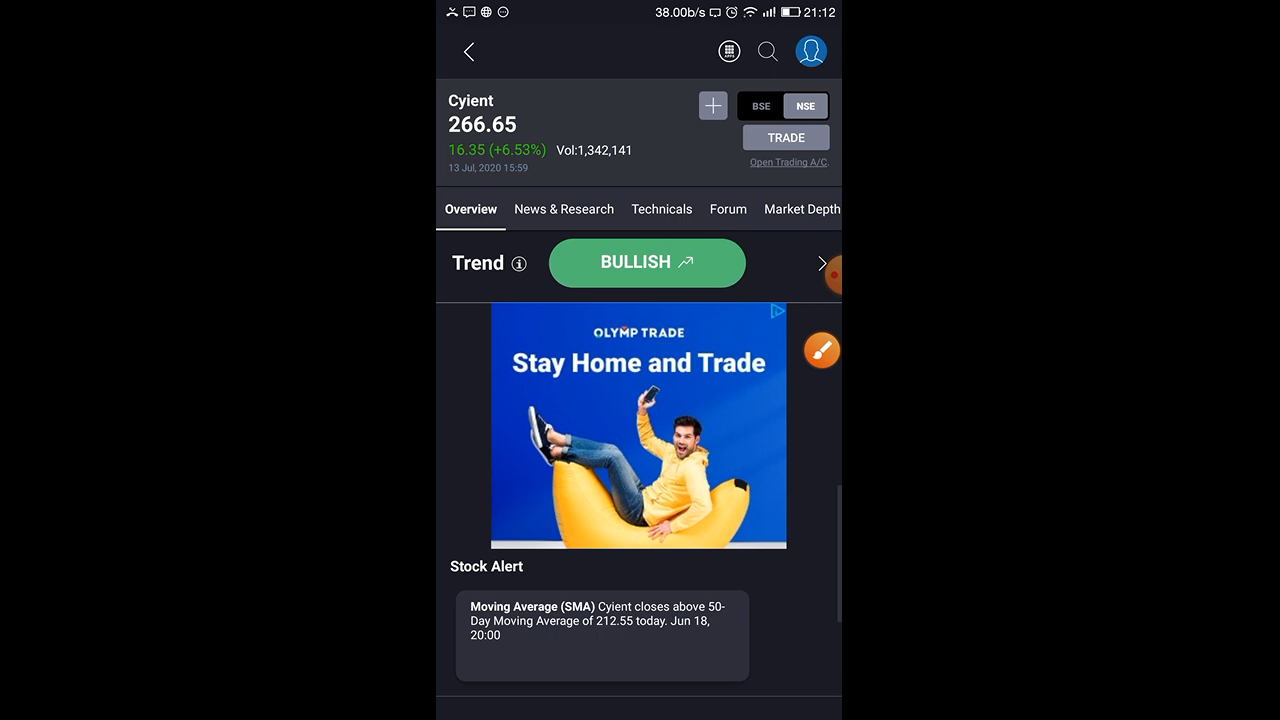 38.00b/s 21:12
APPS
Cyient
266.65
16.35 (+6.53%) Vol:1,342,141
13 Jul, 2020 15:59
BSE NSE
TRADE
Open Trading A/C.
Overview News & Research Technicals Forum Market Depth
Trend BULLISH
OLYMP TRADE
Stay Home and Trade
Stock Alert
Moving Average (SMA) Cyient closes above 50-
Day Moving Average of 212.55 today. Jun 18,
20:00